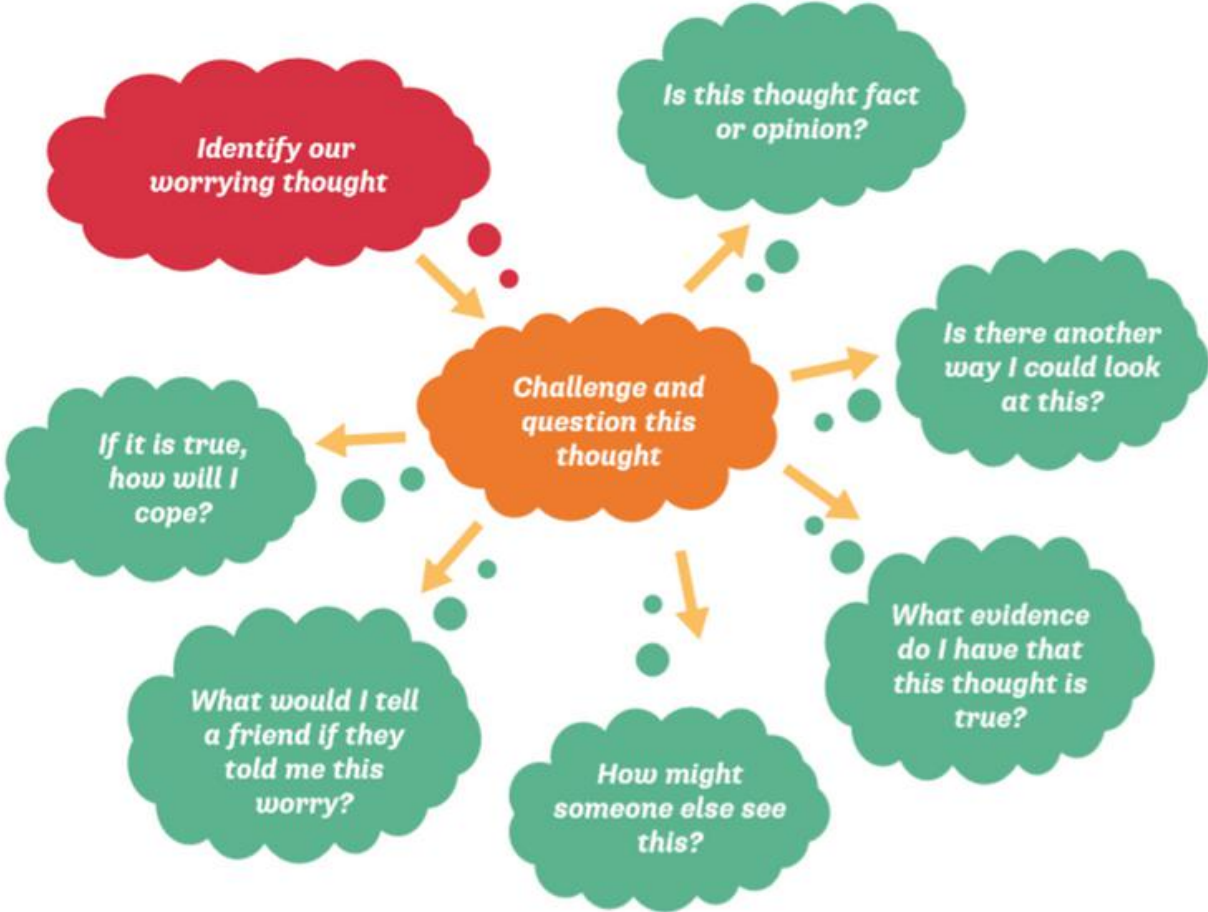 Identify our
worrying thought
Is this thought fact
or opinion?
Is there another
way I could look
at this?
Challenge and
question this
thought
If it is true,
how will I
cope?
What evidence
do I have that
this thought is
true?
What would I tell
a friend if they
told me this
worry?
How might
someone else see
this?